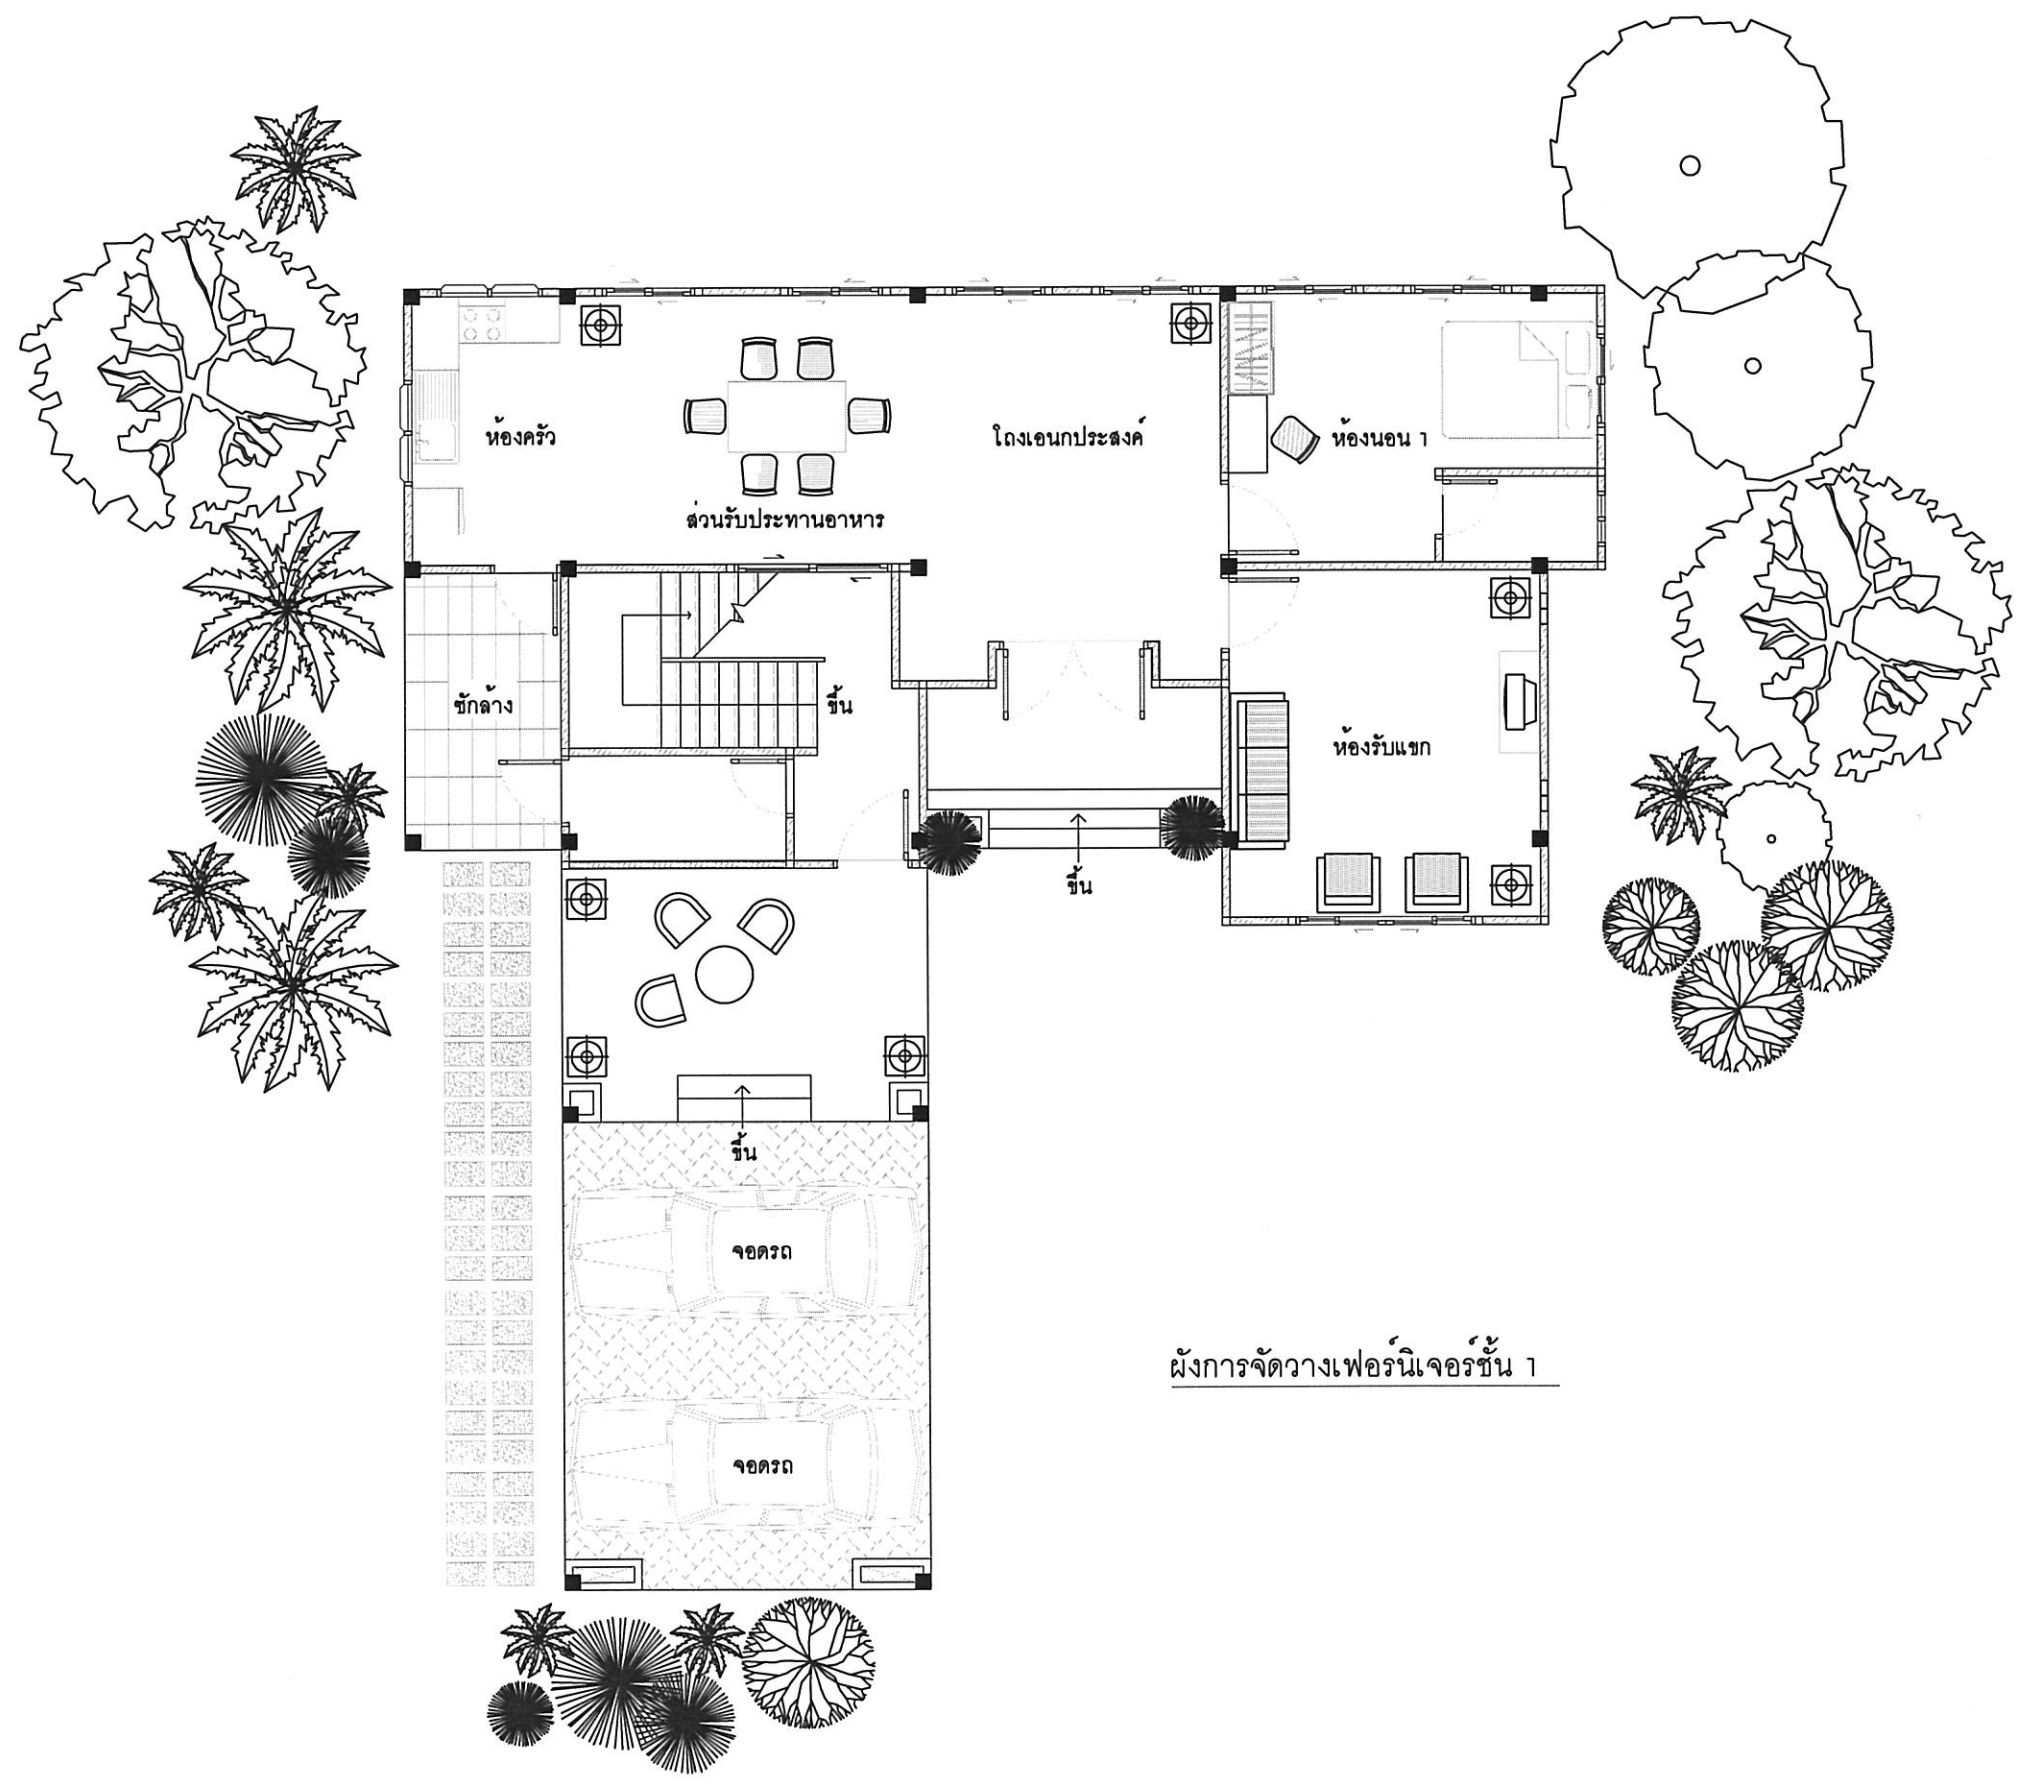 ห้องครัว
โถงเอนกประสงค์
ห้องนอน 1
ส่วนรับประทานอาหาร
ซักล้าง
ขึ้น
ห้องรับแขก
ขึ้น
ขึ้น
จอดรถ
ผังการจัดวางเฟอร์นิเจอร์ชั้น 1
จอดรถ